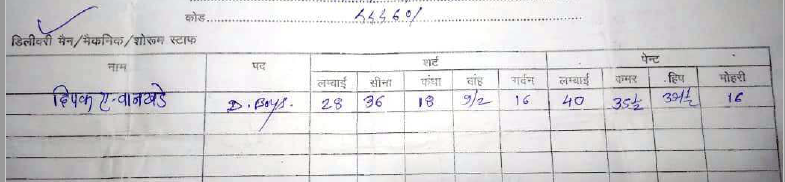 कोड 444601
डिलीवरी मैन/मैकनिक/शोरूम स्टाफ
नाम पद शर्ट पेन्ट
लम्बाई सीना कंधा बांह गर्दन लम्बाई कमर हिप मोहरी
दिपक ए. वानखडे D. Boys. 28 36 18 9/2 16 40 35½ 39½ 16